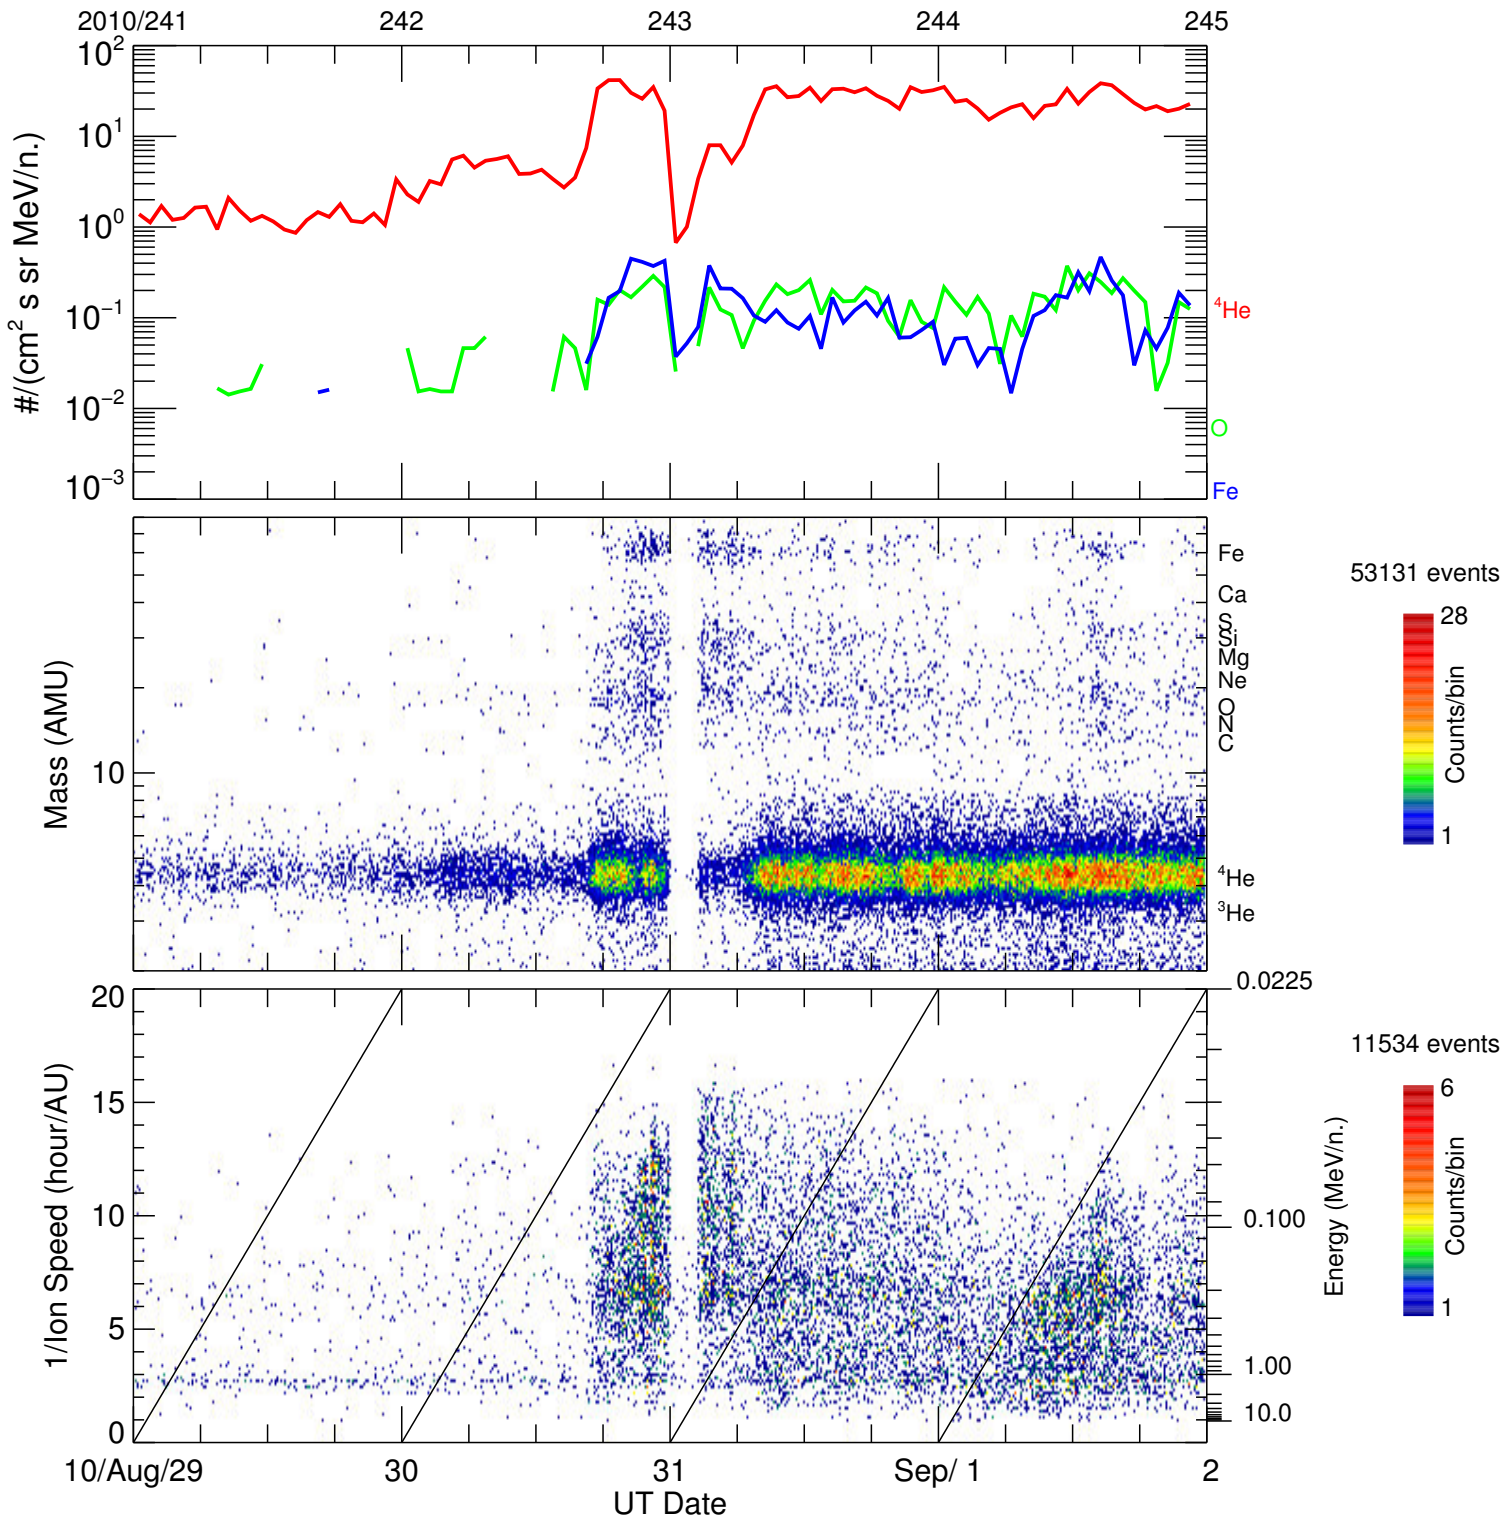 2010/241 242 243 244 245
10² 10¹ 10⁰ 10⁻¹ 10⁻² 10⁻³
#/(cm² s sr MeV/n.)
⁴He
O
Fe
Mass (AMU)
10
Fe
Ca
S
Si
Mg
Ne
O
N
C
⁴He
³He
53131 events
28
Counts/bin
1
1/Ion Speed (hour/AU)
20
15
10
5
0
0.0225
0.100
1.00
10.0
Energy (MeV/n.)
11534 events
6
Counts/bin
1
10/Aug/29 30 31 Sep/ 1 2
UT Date